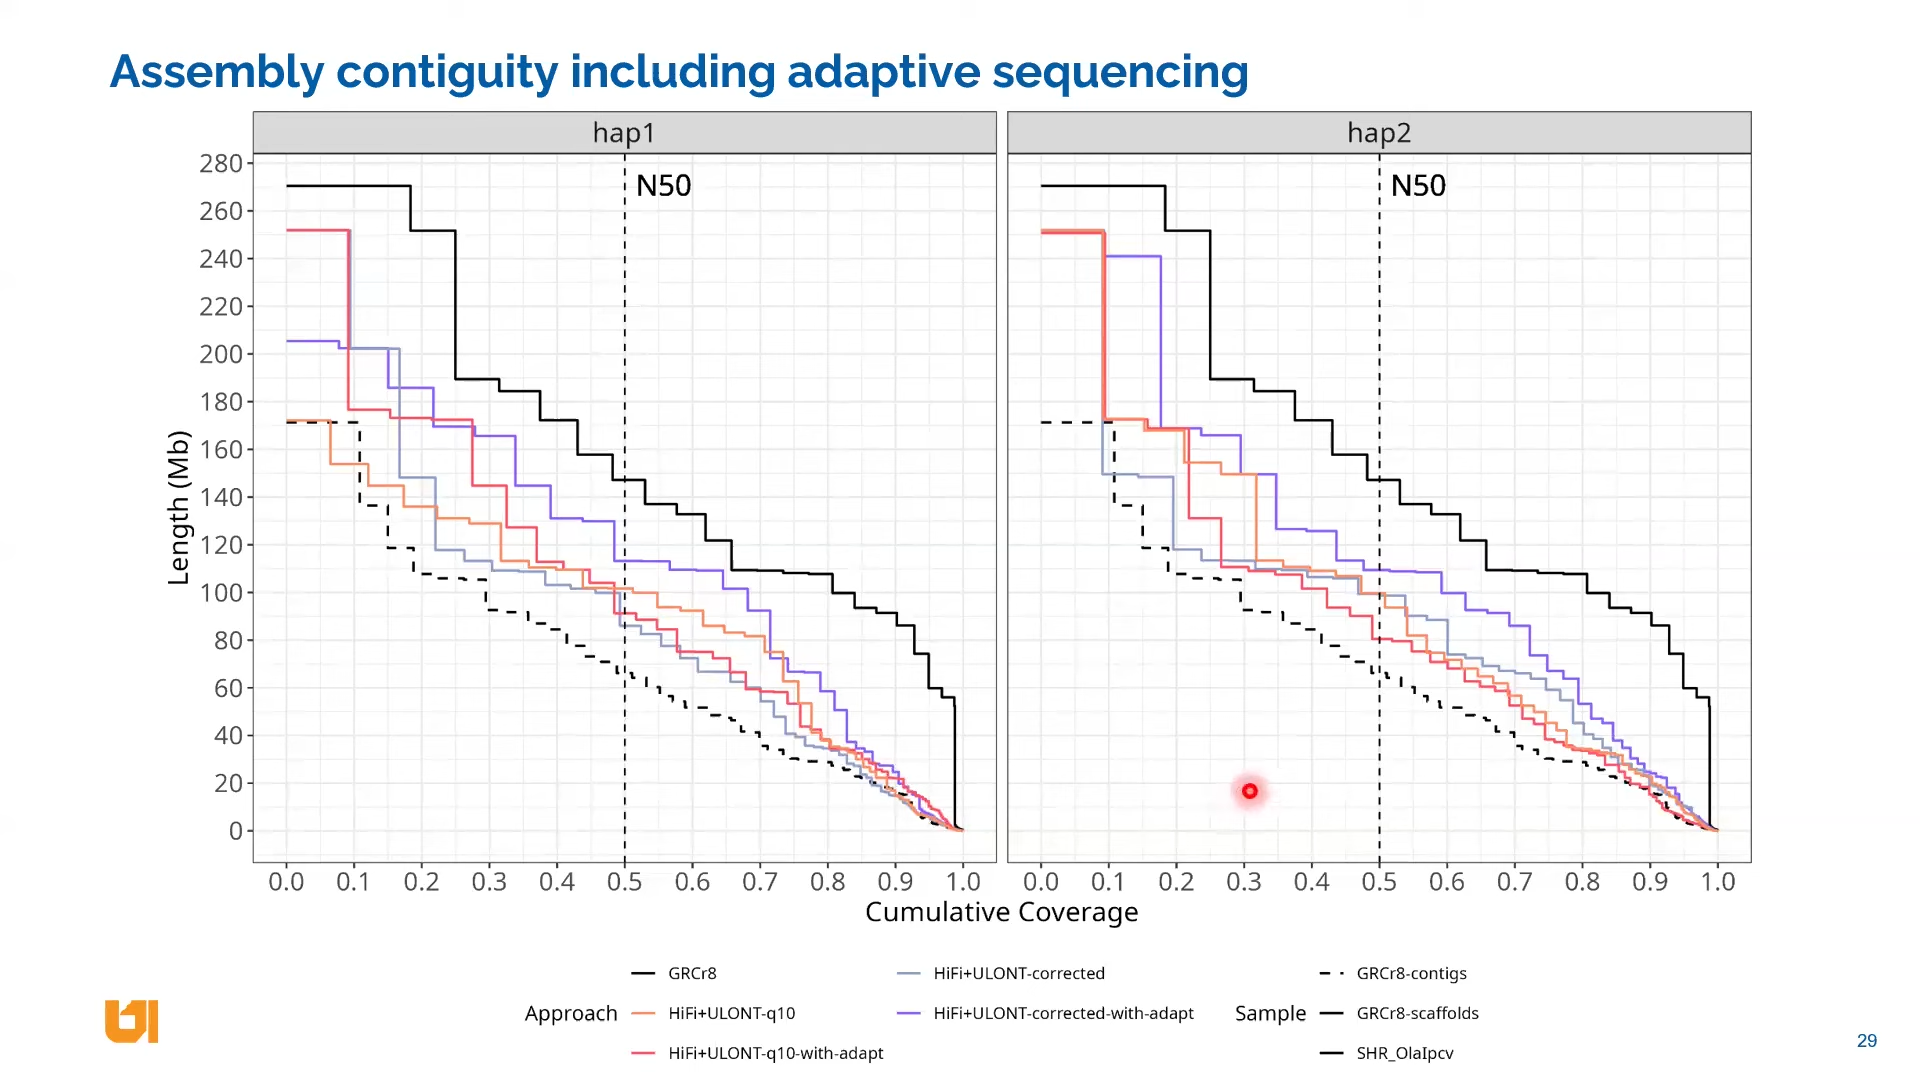 Assembly contiguity including adaptive sequencing
hap1
hap2
N50
N50
280
260
240
220
200
180
160
140
120
100
80
60
40
20
0
Length (Mb)
0.0 0.1 0.2 0.3 0.4 0.5 0.6 0.7 0.8 0.9 1.0
0.0 0.1 0.2 0.3 0.4 0.5 0.6 0.7 0.8 0.9 1.0
Cumulative Coverage
Approach
GRCr8
HiFi+ULONT-q10
HiFi+ULONT-q10-with-adapt
HiFi+ULONT-corrected
HiFi+ULONT-corrected-with-adapt
Sample
GRCr8-contigs
GRCr8-scaffolds
SHR_OlaIpcv
29